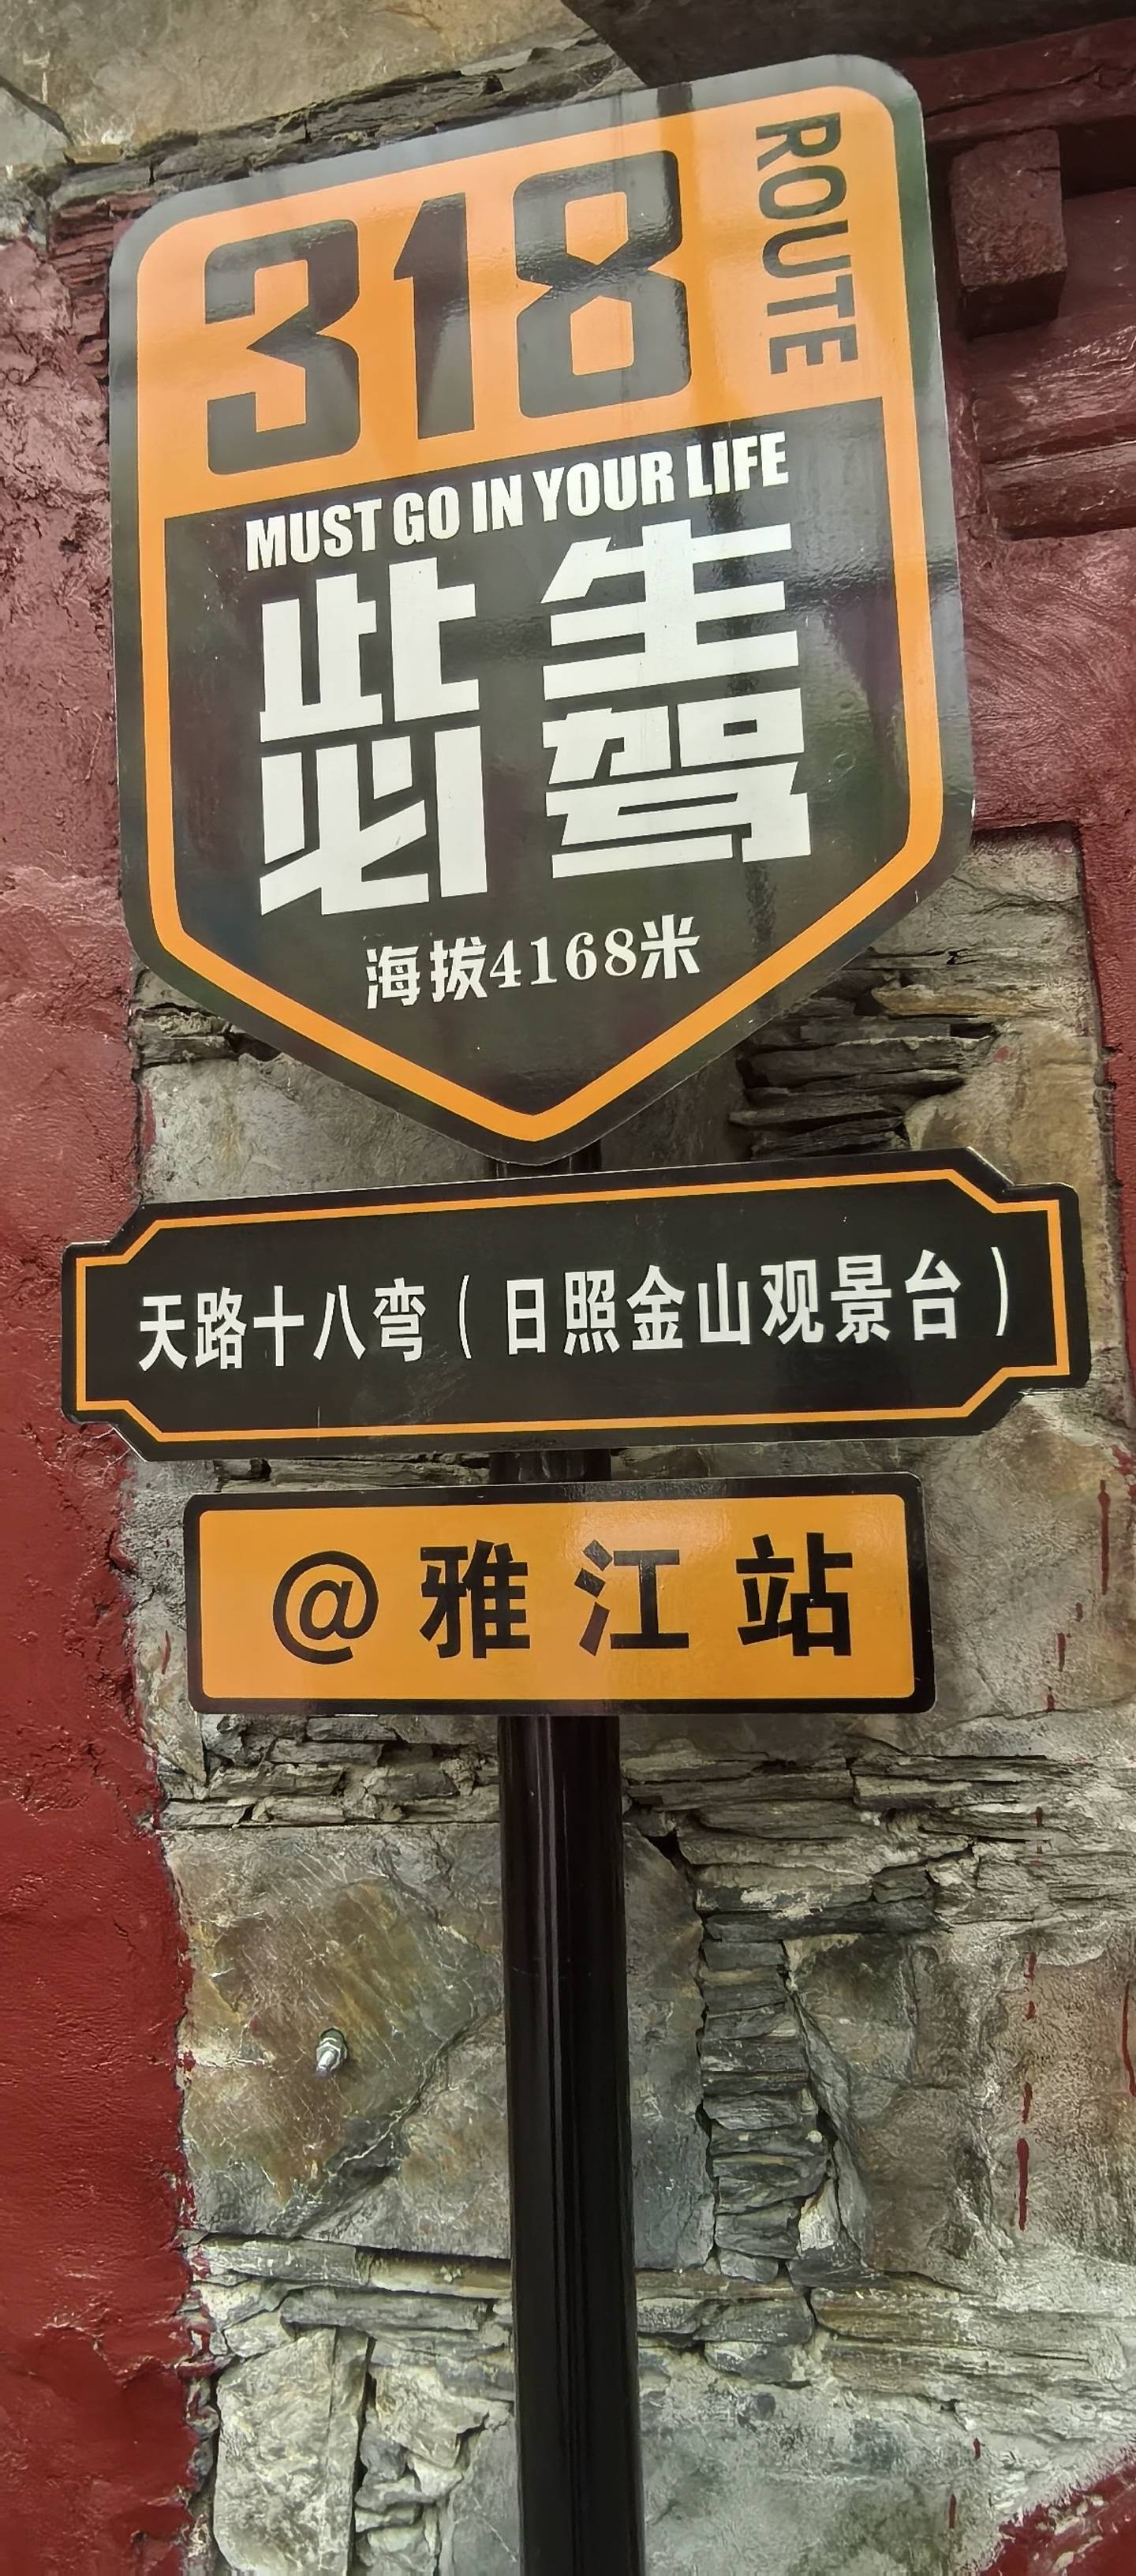 318 ROUTE
MUST GO IN YOUR LIFE
此生
必驾
海拔4168米
天路十八弯（日照金山观景台）
@雅江站